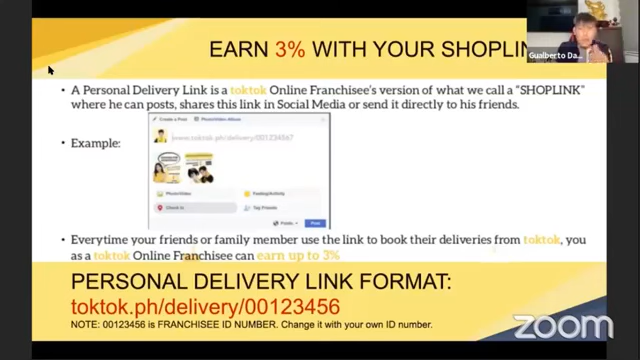 EARN 3% WITH YOUR SHOPLIN
Gualberto Da...
• A Personal Delivery Link is a toktok Online Franchisee's version of what we call a "SHOPLINK"
where he can posts, shares this link in Social Media or send it directly to his friends.
• Example:
Create a Post Photo/Video Album
www.toktok.ph/delivery/001234567
Photo/Video Feeling/Activity
Check in Tag Friends
Post
• Everytime your friends or family member use the link to book their deliveries from toktok, you
as a toktok Online Franchisee can earn up to 3%
PERSONAL DELIVERY LINK FORMAT:
toktok.ph/delivery/00123456
NOTE: 00123456 is FRANCHISEE ID NUMBER. Change it with your own ID number.
zoom